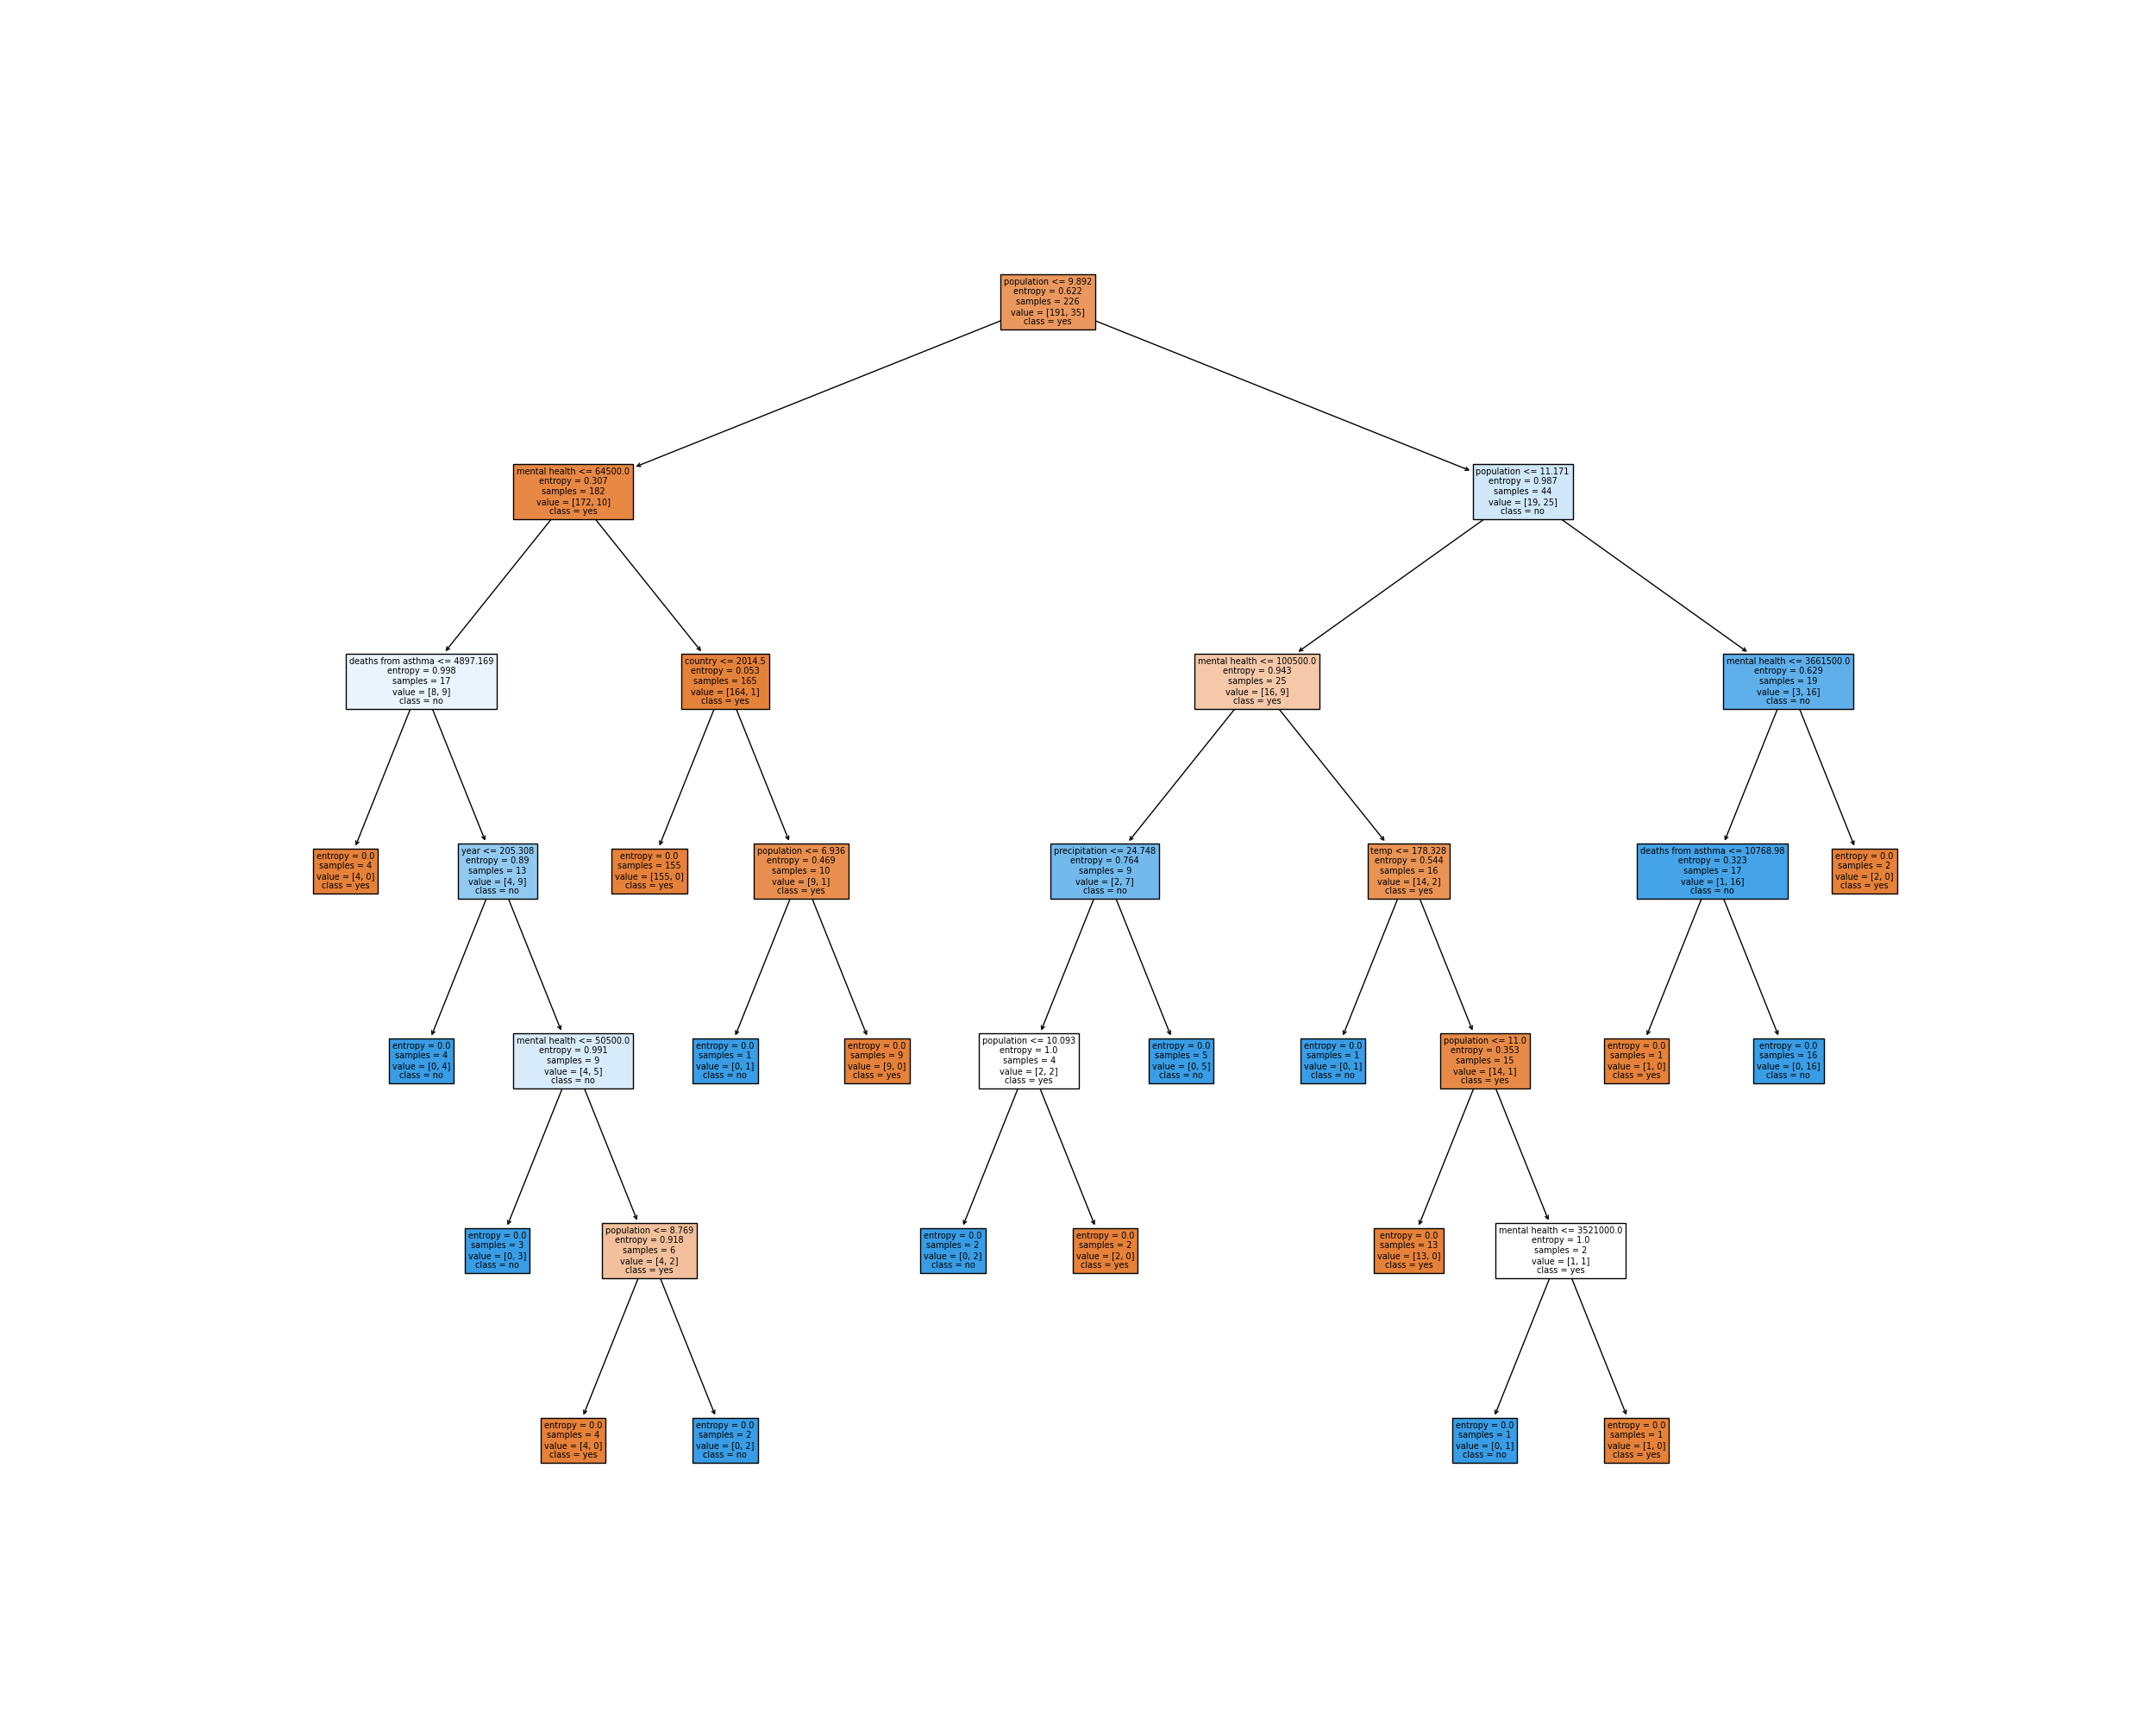 population <= 9.892
entropy = 0.622
samples = 226
value = [191, 35]
class = yes
mental health <= 64500.0
entropy = 0.307
samples = 182
value = [172, 10]
class = yes
population <= 11.171
entropy = 0.987
samples = 44
value = [19, 25]
class = no
deaths from asthma <= 4897.169
entropy = 0.998
samples = 17
value = [8, 9]
class = no
country <= 2014.5
entropy = 0.053
samples = 165
value = [164, 1]
class = yes
mental health <= 100500.0
entropy = 0.943
samples = 25
value = [16, 9]
class = yes
mental health <= 3661500.0
entropy = 0.629
samples = 19
value = [3, 16]
class = no
entropy = 0.0
samples = 4
value = [4, 0]
class = yes
year <= 205.308
entropy = 0.89
samples = 13
value = [4, 9]
class = no
entropy = 0.0
samples = 155
value = [155, 0]
class = yes
population <= 6.936
entropy = 0.469
samples = 10
value = [9, 1]
class = yes
precipitation <= 24.748
entropy = 0.764
samples = 9
value = [2, 7]
class = no
temp <= 178.328
entropy = 0.544
samples = 16
value = [14, 2]
class = yes
deaths from asthma <= 10768.98
entropy = 0.323
samples = 17
value = [1, 16]
class = no
entropy = 0.0
samples = 2
value = [2, 0]
class = yes
entropy = 0.0
samples = 4
value = [0, 4]
class = no
mental health <= 50500.0
entropy = 0.991
samples = 9
value = [4, 5]
class = no
entropy = 0.0
samples = 1
value = [0, 1]
class = no
entropy = 0.0
samples = 9
value = [9, 0]
class = yes
population <= 10.093
entropy = 1.0
samples = 4
value = [2, 2]
class = yes
entropy = 0.0
samples = 5
value = [0, 5]
class = no
entropy = 0.0
samples = 1
value = [0, 1]
class = no
population <= 11.0
entropy = 0.353
samples = 15
value = [14, 1]
class = yes
entropy = 0.0
samples = 1
value = [1, 0]
class = yes
entropy = 0.0
samples = 16
value = [0, 16]
class = no
entropy = 0.0
samples = 3
value = [0, 3]
class = no
population <= 8.769
entropy = 0.918
samples = 6
value = [4, 2]
class = yes
entropy = 0.0
samples = 2
value = [0, 2]
class = no
entropy = 0.0
samples = 2
value = [2, 0]
class = yes
entropy = 0.0
samples = 13
value = [13, 0]
class = yes
mental health <= 3521000.0
entropy = 1.0
samples = 2
value = [1, 1]
class = yes
entropy = 0.0
samples = 4
value = [4, 0]
class = yes
entropy = 0.0
samples = 2
value = [0, 2]
class = no
entropy = 0.0
samples = 1
value = [0, 1]
class = no
entropy = 0.0
samples = 1
value = [1, 0]
class = yes